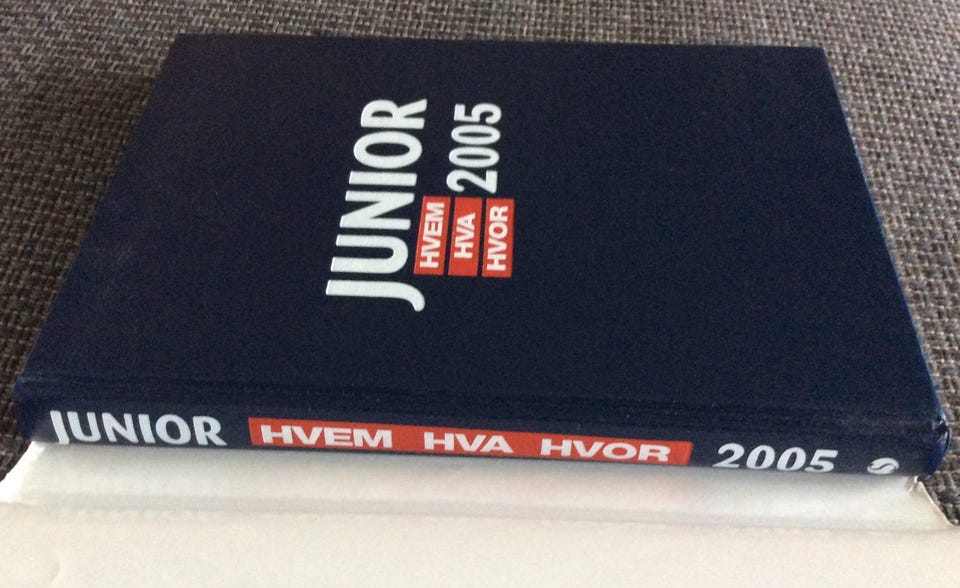 JUNIOR
HVEM
HVA
HVOR
2005
JUNIOR HVEM HVA HVOR 2005